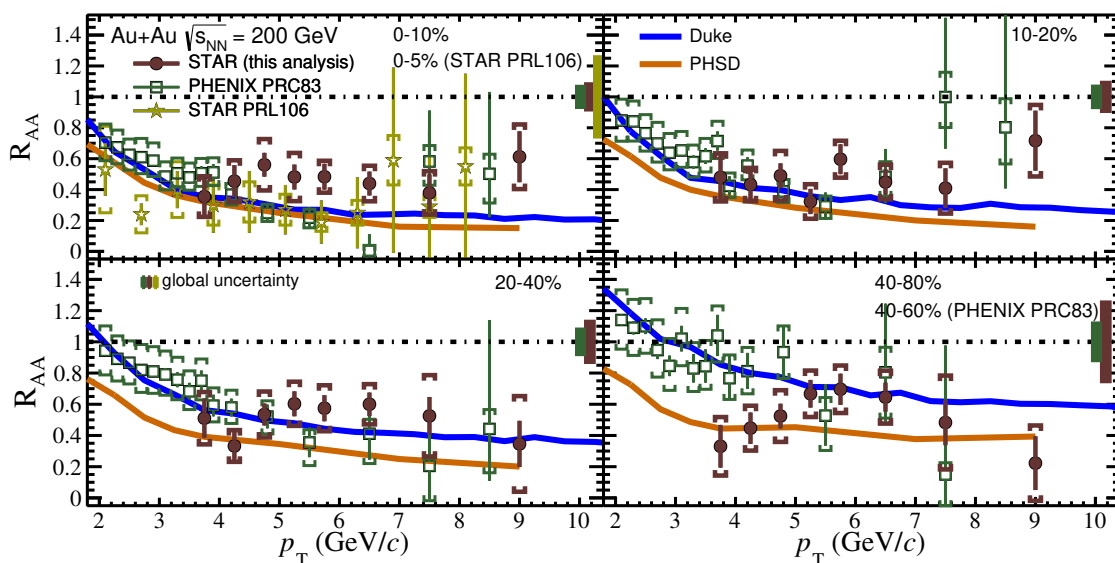 Au+Au √sNN = 200 GeV
0-10%
STAR (this analysis)
0-5% (STAR PRL106)
PHENIX PRC83
STAR PRL106
Duke
PHSD
10-20%
1.4
1.2
1
0.8
0.6
0.4
0.2
0
RAA
global uncertainty
20-40%
40-80%
40-60% (PHENIX PRC83)
1.4
1.2
1
0.8
0.6
0.4
0.2
0
RAA
2 3 4 5 6 7 8 9 10
2 3 4 5 6 7 8 9 10
pT (GeV/c)
pT (GeV/c)